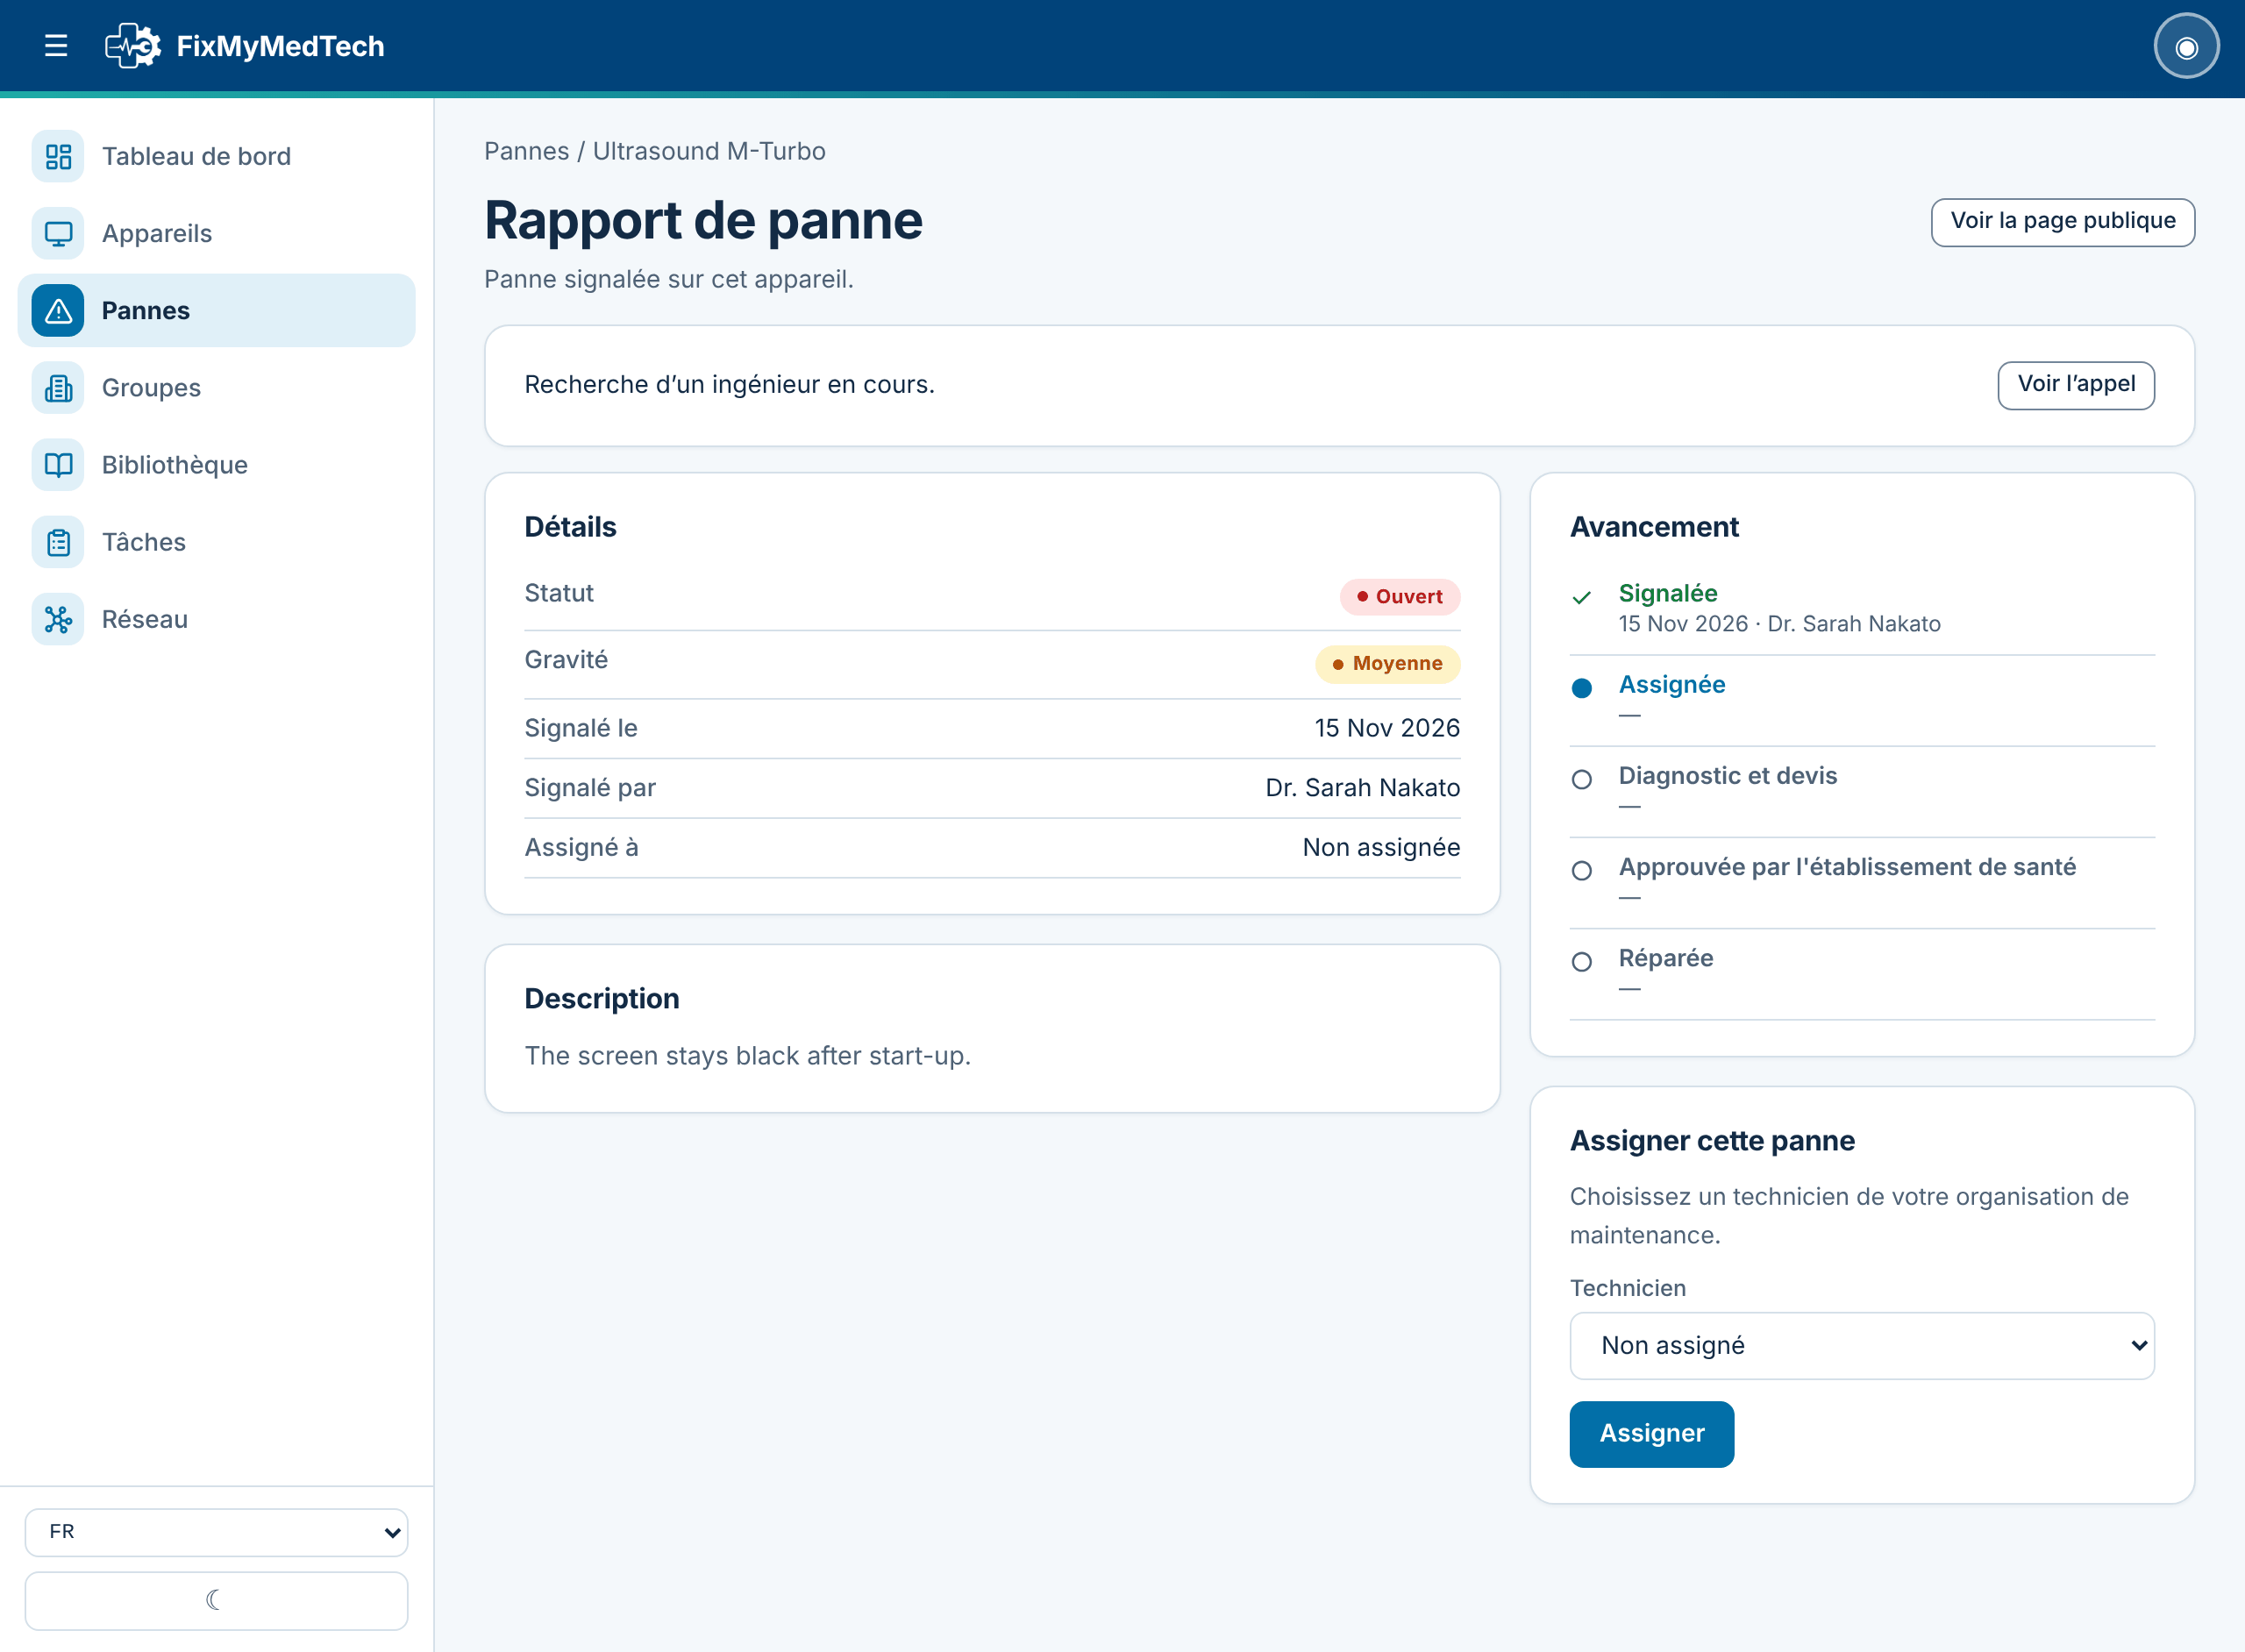 FixMyMedTech
Tableau de bord
Appareils
Pannes
Groupes
Bibliothèque
Tâches
Réseau
FR
Pannes / Ultrasound M-Turbo
Rapport de panne
Voir la page publique
Panne signalée sur cet appareil.
Recherche d’un ingénieur en cours.
Voir l’appel
Détails
Statut
Ouvert
Gravité
Moyenne
Signalé le
15 Nov 2026
Signalé par
Dr. Sarah Nakato
Assigné à
Non assignée
Description
The screen stays black after start-up.
Avancement
Signalée
15 Nov 2026 · Dr. Sarah Nakato
Assignée
—
Diagnostic et devis
—
Approuvée par l'établissement de santé
—
Réparée
—
Assigner cette panne
Choisissez un technicien de votre organisation de
maintenance.
Technicien
Non assigné
Assigner